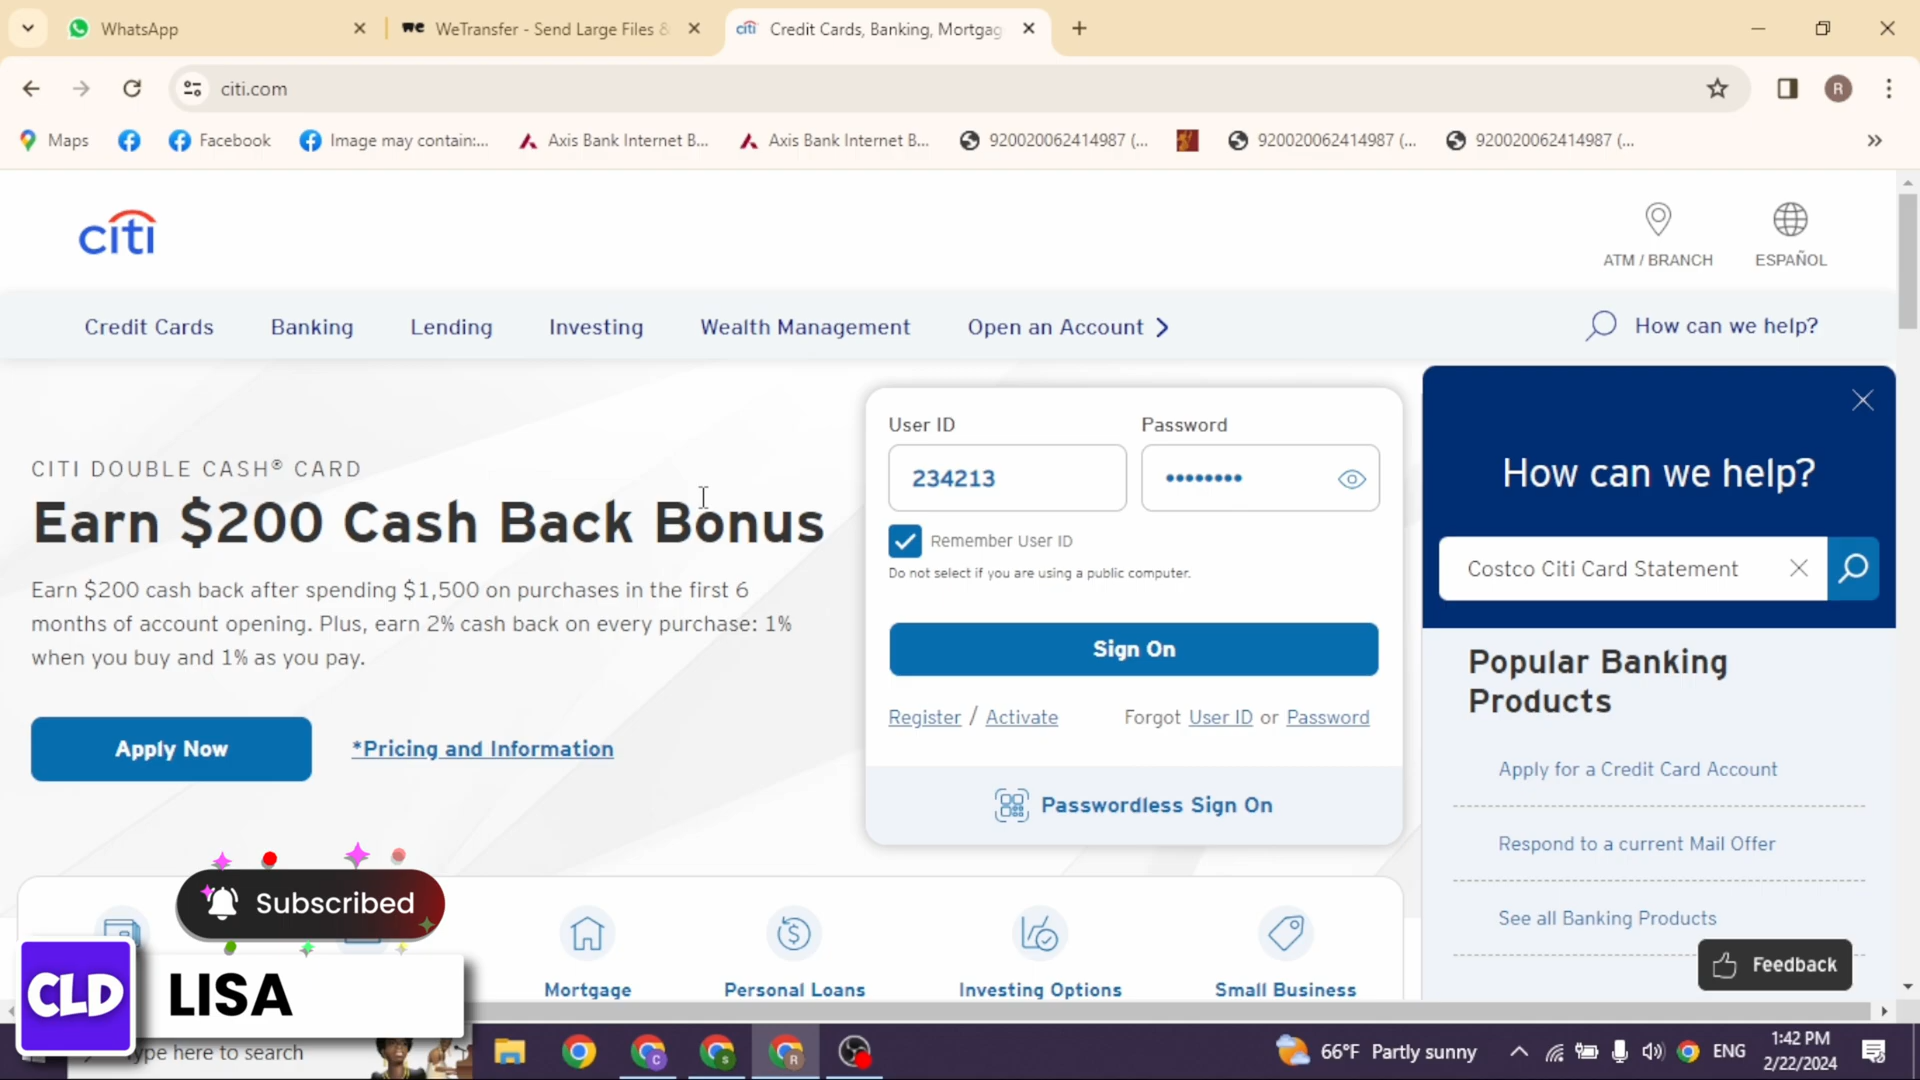 WhatsApp
WeTransfer - Send Large Files &
citi Credit Cards, Banking, Mortgag
citi.com
R
Maps
Facebook
Image may contain:...
Axis Bank Internet B...
Axis Bank Internet B...
920020062414987 (...
920020062414987 (...
920020062414987 (...
citi
ATM / BRANCH
ESPAÑOL
Credit Cards
Banking
Lending
Investing
Wealth Management
Open an Account
How can we help?
CITI DOUBLE CASH® CARD
Earn $200 Cash Back Bonus
Earn $200 cash back after spending $1,500 on purchases in the first 6
months of account opening. Plus, earn 2% cash back on every purchase: 1%
when you buy and 1% as you pay.
Apply Now
*Pricing and Information
User ID
Password
234213
••••••••
Remember User ID
Do not select if you are using a public computer.
Sign On
Register / Activate
Forgot User ID or Password
Passwordless Sign On
How can we help?
Costco Citi Card Statement
Popular Banking
Products
Apply for a Credit Card Account
Respond to a current Mail Offer
See all Banking Products
Feedback
Subscribed
CLD
LISA
Mortgage
Personal Loans
Investing Options
Small Business
Type here to search
66°F Partly sunny
ENG
1:42 PM
2/22/2024